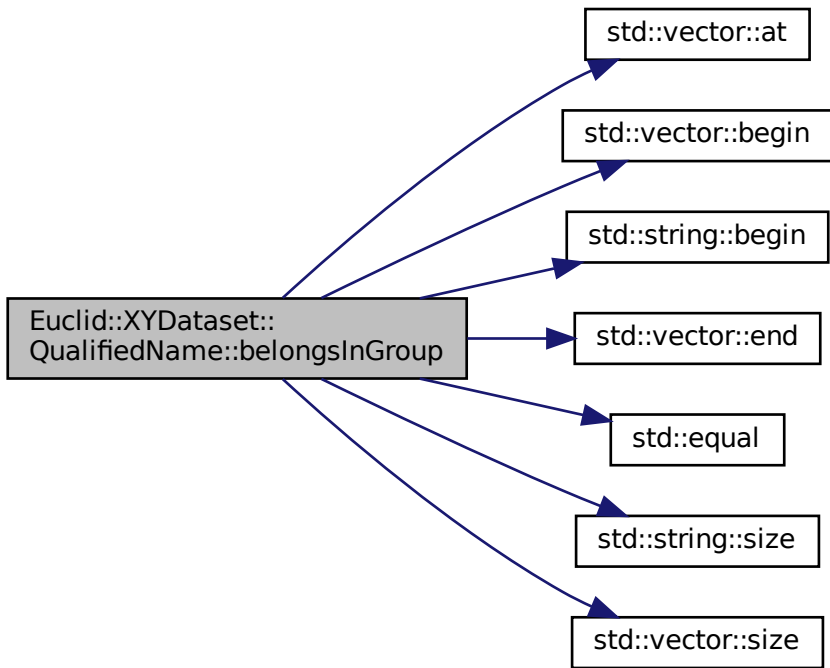 std::vector::at
std::vector::begin
std::string::begin
Euclid::XYDataset::
QualifiedName::belongsInGroup
std::vector::end
std::equal
std::string::size
std::vector::size